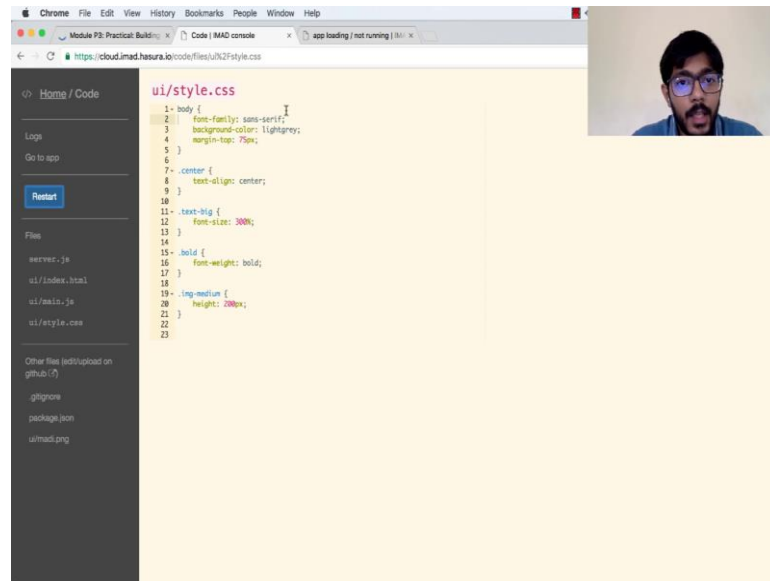 Chrome File Edit View History Bookmarks People Window Help
Module P3: Practical: Building × Code | IMAD console × app loading / not running | IMA ×
https://cloud.imad.hasura.io/code/files/ui%2Fstyle.css
</> Home / Code
Logs
Go to app
Restart
Files
server.js
ui/index.html
ui/main.js
ui/style.css
Other files (edit/upload on
github)
.gitignore
package.json
ui/madi.png
ui/style.css
1 body {
2 font-family: sans-serif;
3 background-color: lightgrey;
4 margin-top: 75px;
5 }
6
7 .center {
8 text-align: center;
9 }
10
11 .text-big {
12 font-size: 300%;
13 }
14
15 .bold {
16 font-weight: bold;
17 }
18
19 .img-medium {
20 height: 200px;
21 }
22
23